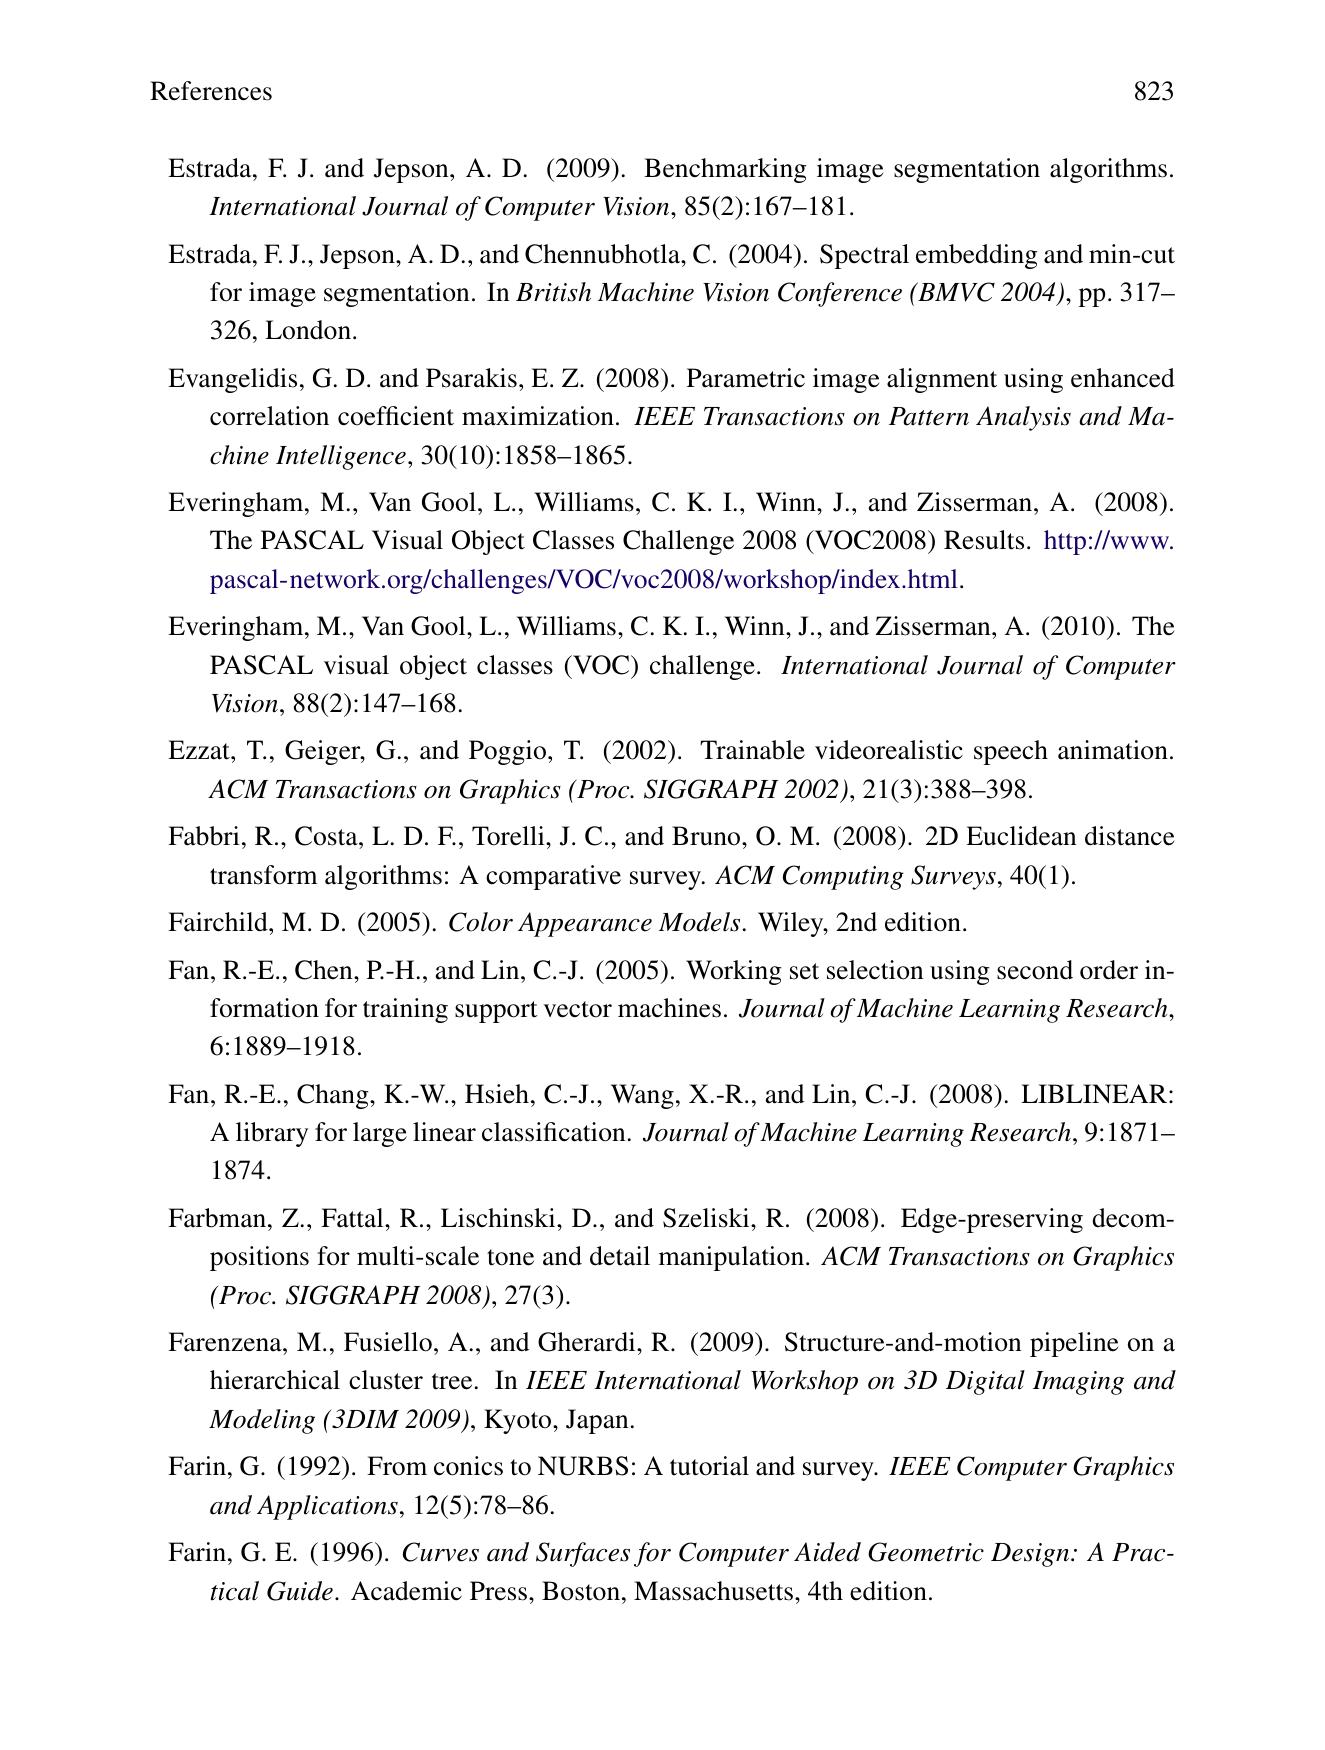 References 823
Estrada, F. J. and Jepson, A. D. (2009). Benchmarking image segmentation algorithms.
International Journal of Computer Vision, 85(2):167–181.
Estrada, F. J., Jepson, A. D., and Chennubhotla, C. (2004). Spectral embedding and min-cut
for image segmentation. In British Machine Vision Conference (BMVC 2004), pp. 317–
326, London.
Evangelidis, G. D. and Psarakis, E. Z. (2008). Parametric image alignment using enhanced
correlation coefficient maximization. IEEE Transactions on Pattern Analysis and Ma-
chine Intelligence, 30(10):1858–1865.
Everingham, M., Van Gool, L., Williams, C. K. I., Winn, J., and Zisserman, A. (2008).
The PASCAL Visual Object Classes Challenge 2008 (VOC2008) Results. http://www.
pascal-network.org/challenges/VOC/voc2008/workshop/index.html.
Everingham, M., Van Gool, L., Williams, C. K. I., Winn, J., and Zisserman, A. (2010). The
PASCAL visual object classes (VOC) challenge. International Journal of Computer
Vision, 88(2):147–168.
Ezzat, T., Geiger, G., and Poggio, T. (2002). Trainable videorealistic speech animation.
ACM Transactions on Graphics (Proc. SIGGRAPH 2002), 21(3):388–398.
Fabbri, R., Costa, L. D. F., Torelli, J. C., and Bruno, O. M. (2008). 2D Euclidean distance
transform algorithms: A comparative survey. ACM Computing Surveys, 40(1).
Fairchild, M. D. (2005). Color Appearance Models. Wiley, 2nd edition.
Fan, R.-E., Chen, P.-H., and Lin, C.-J. (2005). Working set selection using second order in-
formation for training support vector machines. Journal of Machine Learning Research,
6:1889–1918.
Fan, R.-E., Chang, K.-W., Hsieh, C.-J., Wang, X.-R., and Lin, C.-J. (2008). LIBLINEAR:
A library for large linear classification. Journal of Machine Learning Research, 9:1871–
1874.
Farbman, Z., Fattal, R., Lischinski, D., and Szeliski, R. (2008). Edge-preserving decom-
positions for multi-scale tone and detail manipulation. ACM Transactions on Graphics
(Proc. SIGGRAPH 2008), 27(3).
Farenzena, M., Fusiello, A., and Gherardi, R. (2009). Structure-and-motion pipeline on a
hierarchical cluster tree. In IEEE International Workshop on 3D Digital Imaging and
Modeling (3DIM 2009), Kyoto, Japan.
Farin, G. (1992). From conics to NURBS: A tutorial and survey. IEEE Computer Graphics
and Applications, 12(5):78–86.
Farin, G. E. (1996). Curves and Surfaces for Computer Aided Geometric Design: A Prac-
tical Guide. Academic Press, Boston, Massachusetts, 4th edition.